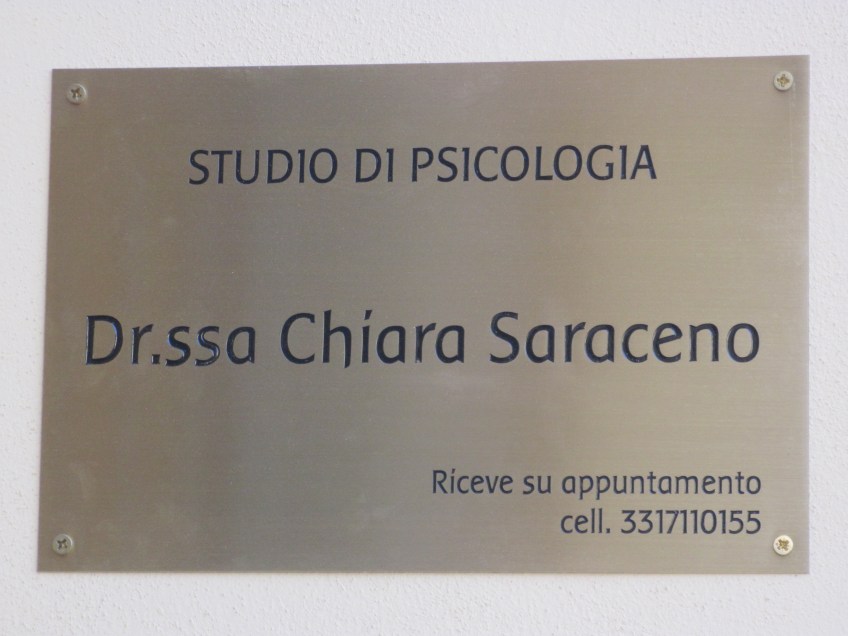 STUDIO DI PSICOLOGIA
Dr.ssa Chiara Saraceno
Riceve su appuntamento
cell. 3317110155